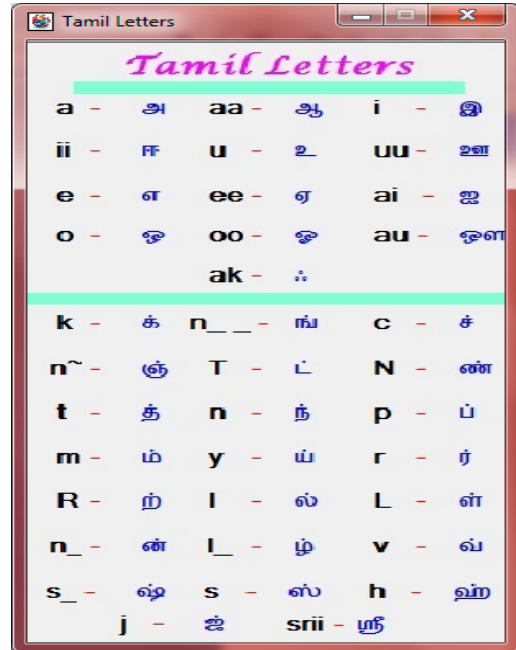 Tamil Letters
Tamil Letters
a - அ aa - ஆ i - இ
ii - ஈ u - உ uu - ஊ
e - எ ee - ஏ ai - ஐ
o - ஒ oo - ஓ au - ஔ
ak - ஃ
k - க் n_ _ - ங் c - ச்
n~ - ஞ் T - ட் N - ண்
t - த் n - ந் p - ப்
m - ம் y - ய் r - ர்
R - ற் l - ல் L - ள்
n_ - ன் l_ - ழ் v - வ்
s_ - ஷ் s - ஸ் h - ஹ்
j - ஜ் srii - ஸ்ரீ